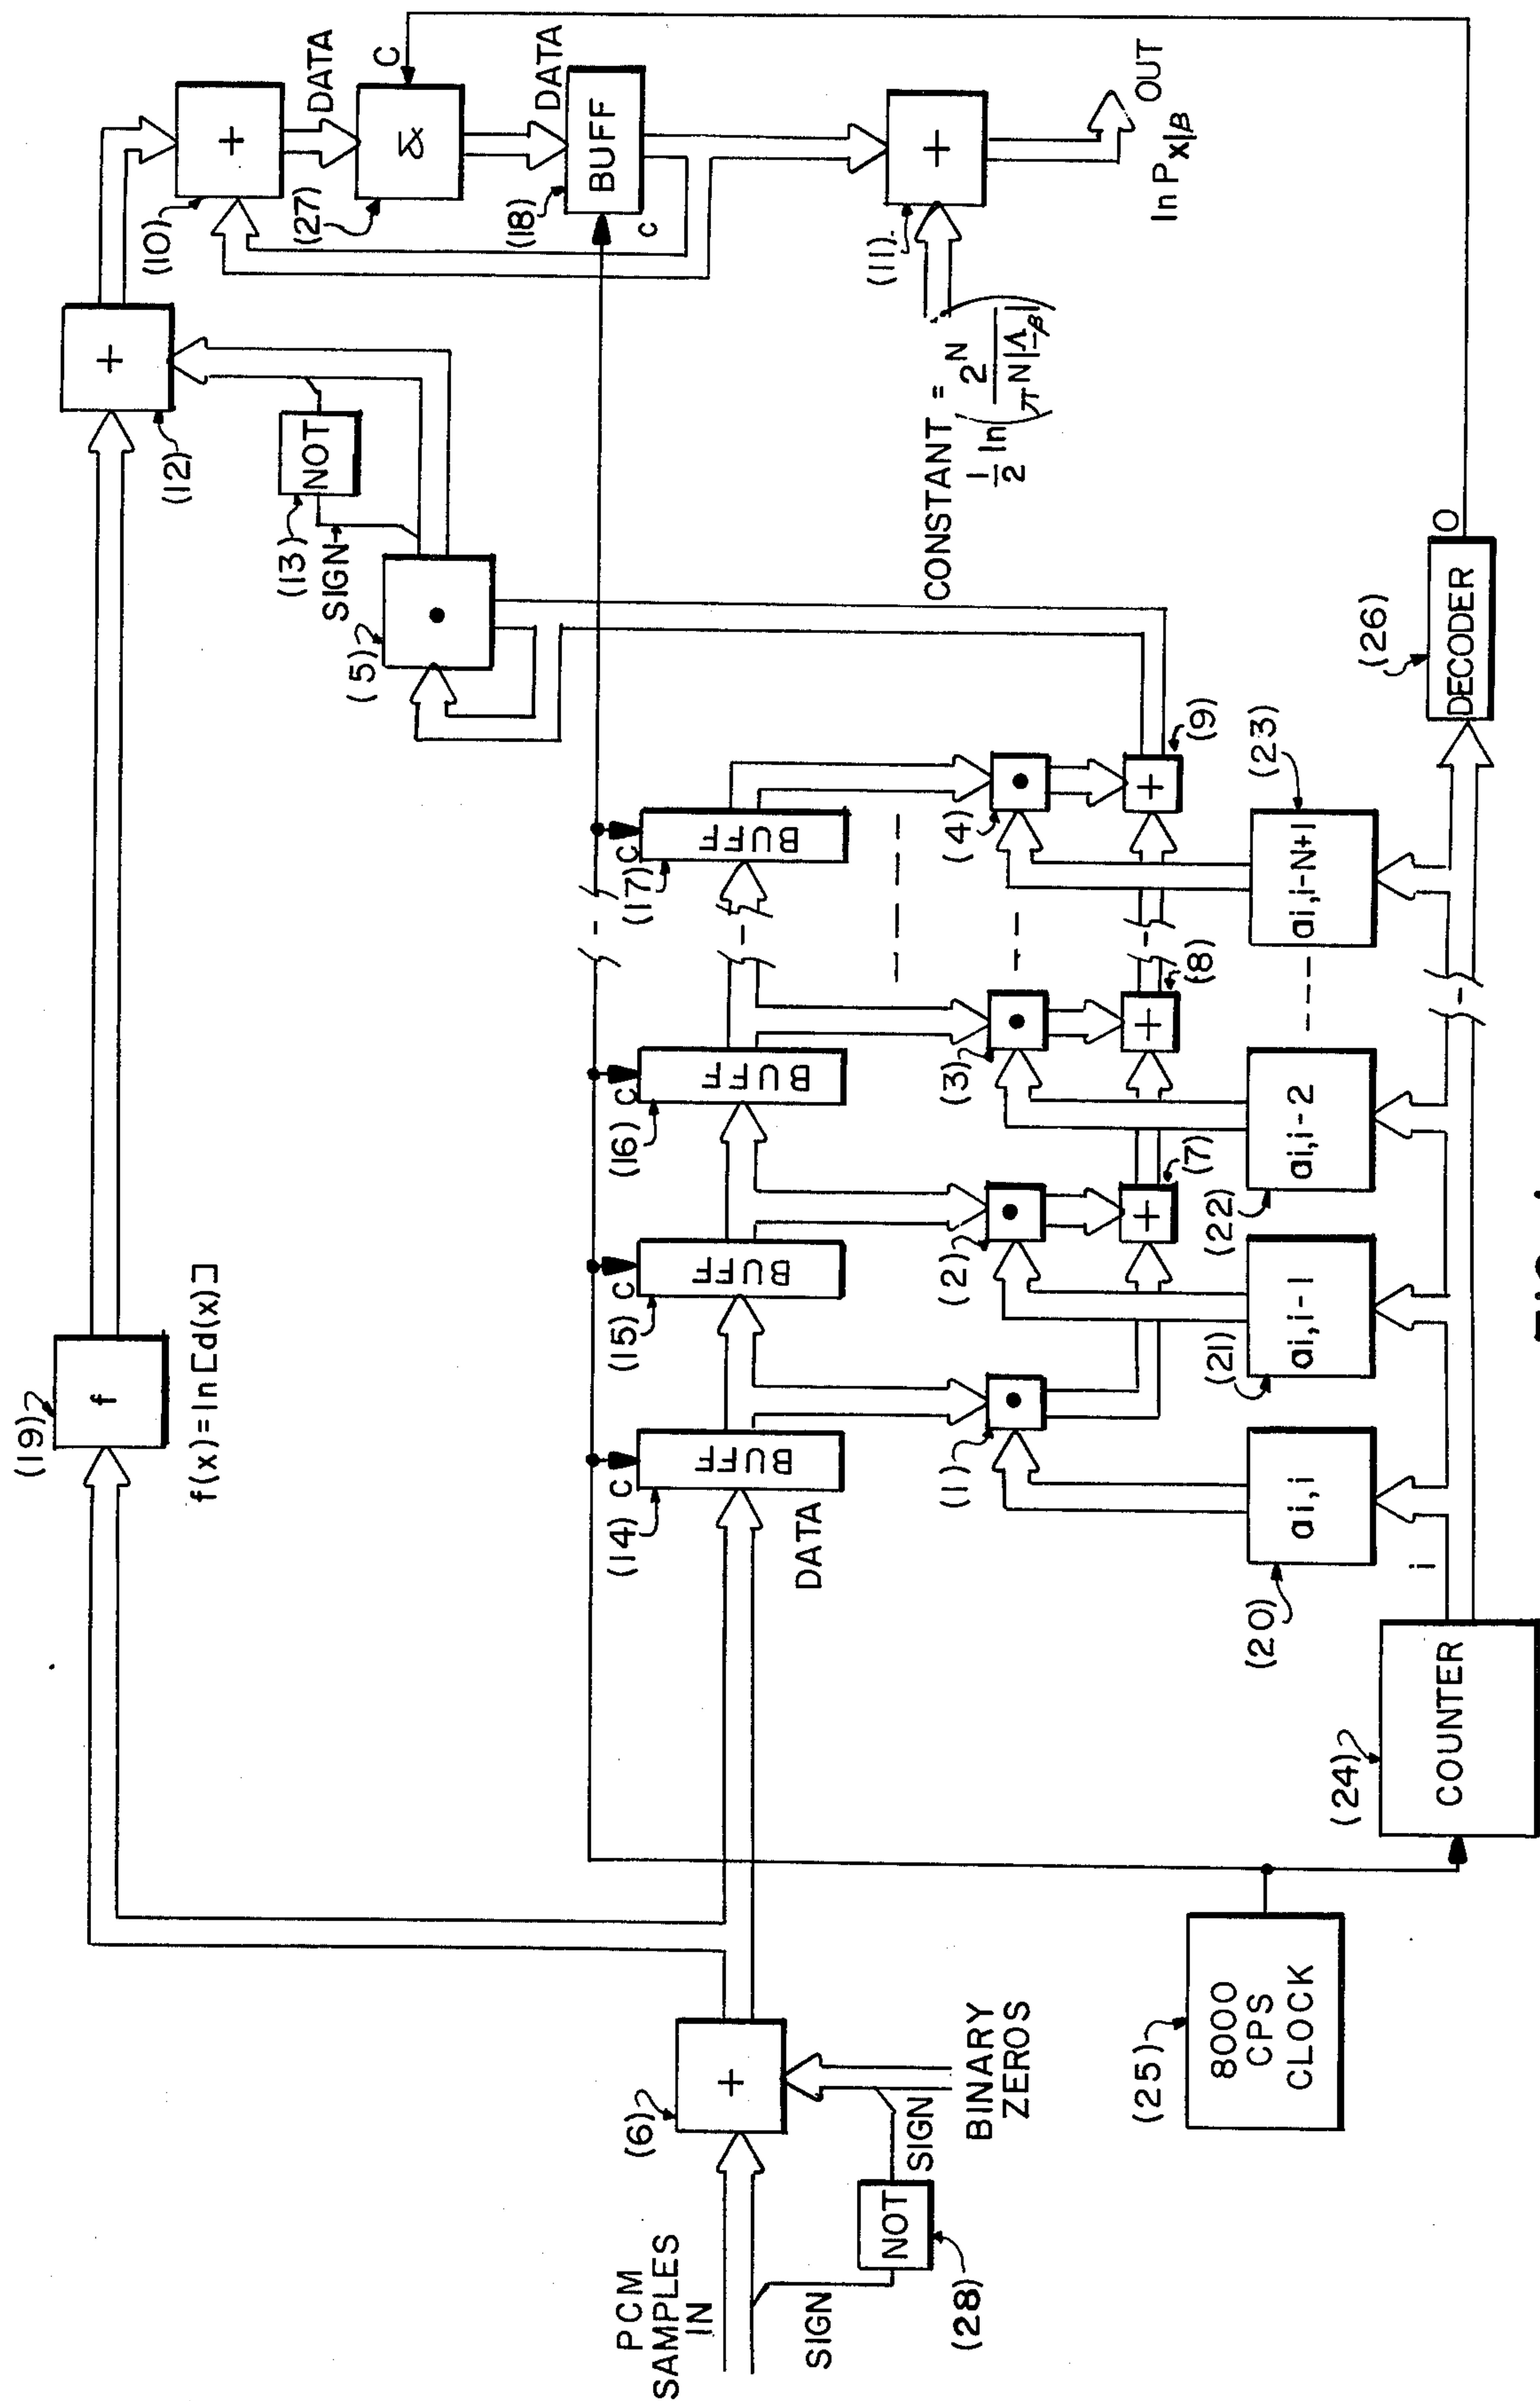 (19)
f
f(x)=ln[d(x)]
(12)
+
(10)
+
DATA
(27)
&
C
DATA
(18)
BUFF
c
(11)
+
OUT
ln P x|β
CONSTANT =
1/2 ln(2^N / π^N |Λ_β|)
(13)
NOT
SIGN
(5)
•
PCM
SAMPLES
IN
SIGN
NOT
(28)
SIGN
BINARY
ZEROS
(6)
+
DATA
(14)
C
BUFF
(15)
C
BUFF
(16)
C
BUFF
(17)
C
BUFF
(1)
•
(2)
•
(3)
•
(4)
•
(7)
+
(8)
+
(9)
+
(20)
ai,i
(21)
ai,i-1
(22)
ai,i-2
(23)
ai,i-N+1
(25)
8000
CPS
CLOCK
(24)
COUNTER
i
(26)
DECODER
O